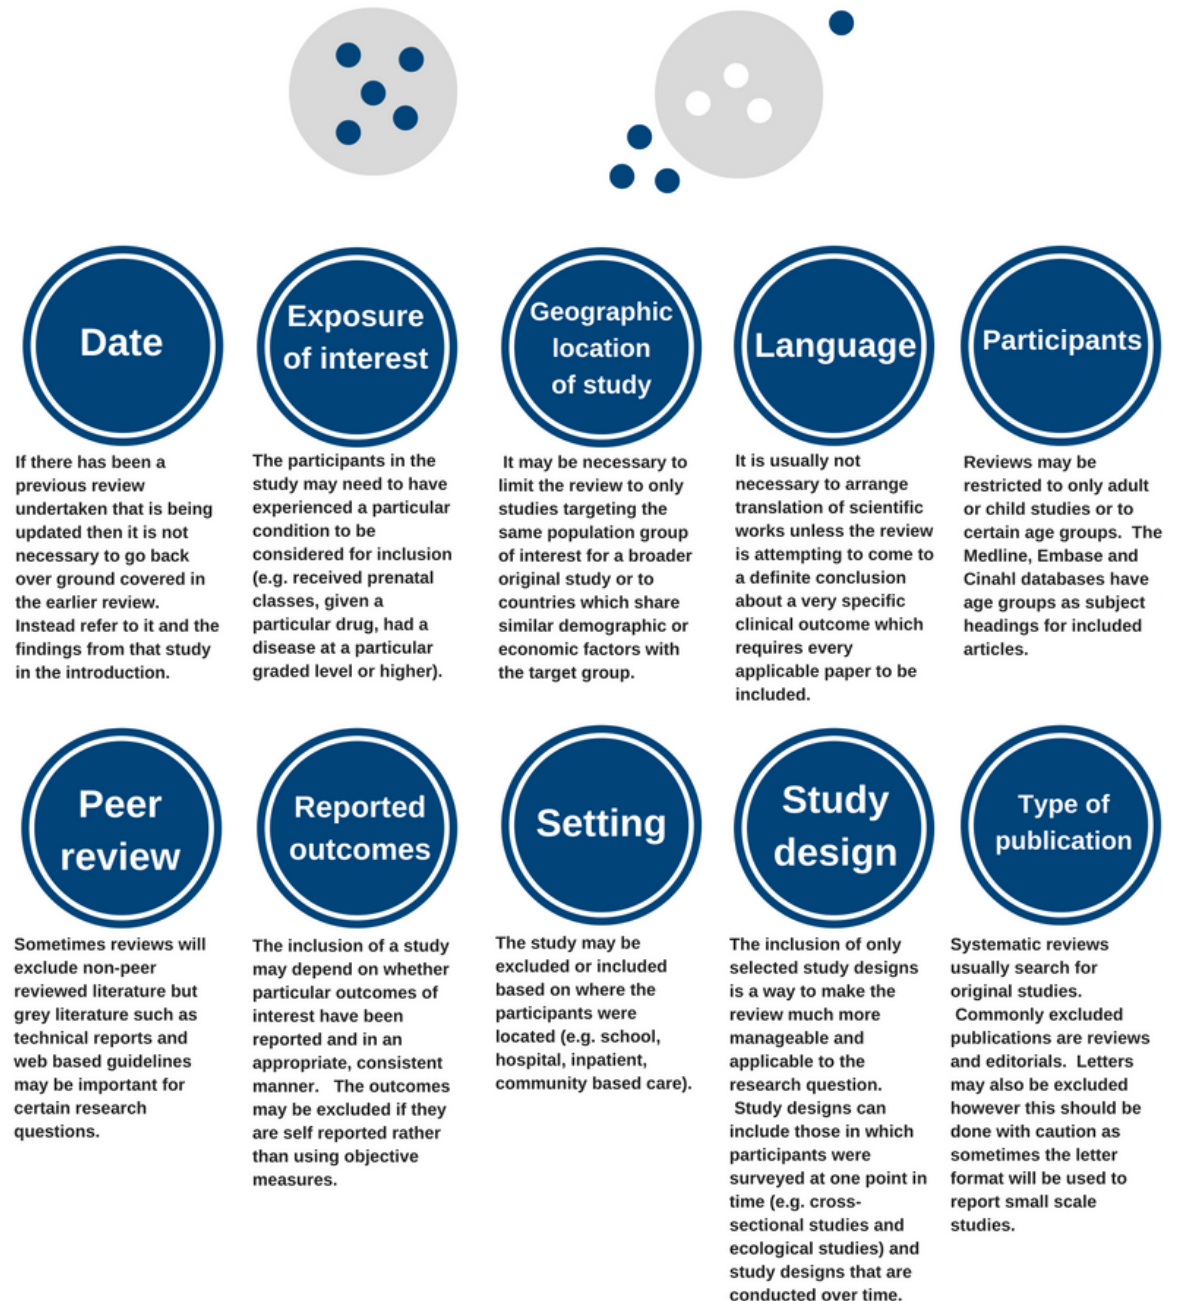 Date
If there has been a
previous review
undertaken that is being
updated then it is not
necessary to go back
over ground covered in
the earlier review.
Instead refer to it and the
findings from that study
in the introduction.
Exposure
of interest
The participants in the
study may need to have
experienced a particular
condition to be
considered for inclusion
(e.g. received prenatal
classes, given a
particular drug, had a
disease at a particular
graded level or higher).
Geographic
location
of study
It may be necessary to
limit the review to only
studies targeting the
same population group
of interest for a broader
original study or to
countries which share
similar demographic or
economic factors with
the target group.
Language
It is usually not
necessary to arrange
translation of scientific
works unless the review
is attempting to come to
a definite conclusion
about a very specific
clinical outcome which
requires every
applicable paper to be
included.
Participants
Reviews may be
restricted to only adult
or child studies or to
certain age groups. The
Medline, Embase and
Cinahl databases have
age groups as subject
headings for included
articles.
Peer
review
Sometimes reviews will
exclude non-peer
reviewed literature but
grey literature such as
technical reports and
web based guidelines
may be important for
certain research
questions.
Reported
outcomes
The inclusion of a study
may depend on whether
particular outcomes of
interest have been
reported and in an
appropriate, consistent
manner. The outcomes
may be excluded if they
are self reported rather
than using objective
measures.
Setting
The study may be
excluded or included
based on where the
participants were
located (e.g. school,
hospital, inpatient,
community based care).
Study
design
The inclusion of only
selected study designs
is a way to make the
review much more
manageable and
applicable to the
research question.
Study designs can
include those in which
participants were
surveyed at one point in
time (e.g. cross-
sectional studies and
ecological studies) and
study designs that are
conducted over time.
Type of
publication
Systematic reviews
usually search for
original studies.
Commonly excluded
publications are reviews
and editorials. Letters
may also be excluded
however this should be
done with caution as
sometimes the letter
format will be used to
report small scale
studies.